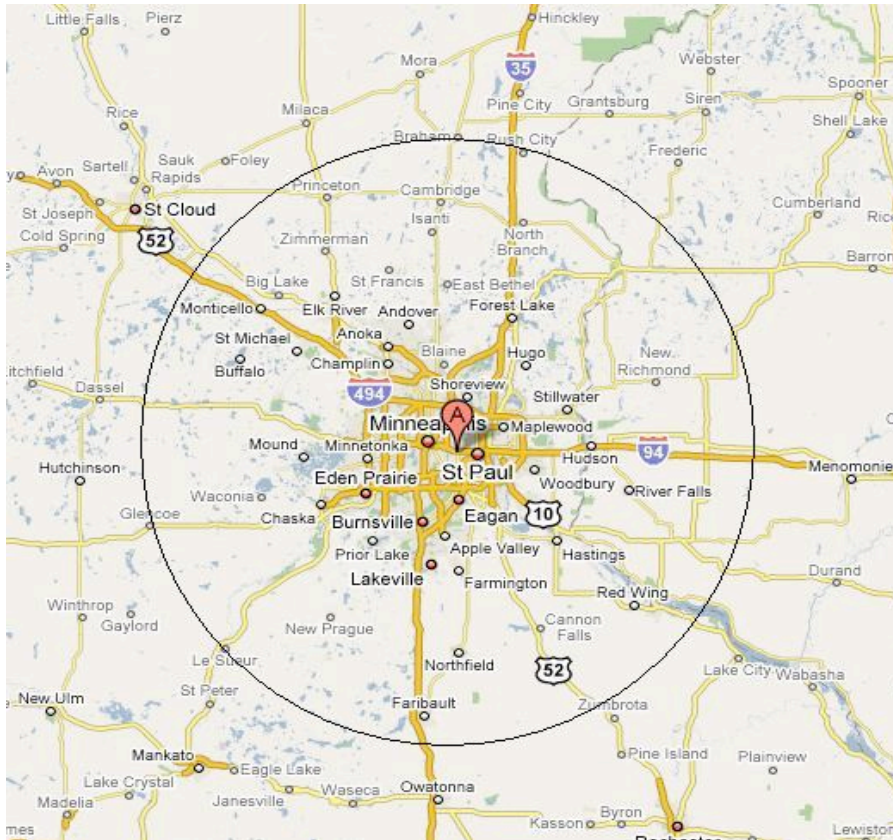 Little Falls
Pierz
Hinckley
Mora
35
Webster
Pine City
Grantsburg
Siren
Spooner
Rice
Milaca
Shell Lake
Braham
Rush City
Frederic
Avon
Sartell
Sauk
Rapids
Foley
Princeton
Cambridge
St Joseph
St Cloud
Cumberland
Cold Spring
52
Isanti
North
Branch
Zimmerman
Barron
St Francis
East Bethel
Big Lake
Monticello
Elk River
Andover
Forest Lake
Anoka
St Michael
Buffalo
Champlin
Blaine
Hugo
New
Richmond
Dassel
494
Shoreview
Stillwater
A
Minneapolis
Maplewood
Mound
Minnetonka
Hudson
94
Menomonie
Hutchinson
Eden Prairie
St Paul
Woodbury
River Falls
Waconia
Chaska
Glencoe
Burnsville
Eagan
10
Prior Lake
Apple Valley
Hastings
Lakeville
Farmington
Durand
Red Wing
Winthrop
Gaylord
New Prague
Cannon
Falls
Le Sueur
Northfield
52
Lake City
Wabasha
St Peter
New Ulm
Faribault
Zumbrota
Mankato
Eagle Lake
Pine Island
Plainview
Lake Crystal
Janesville
Waseca
Owatonna
Madelia
Kasson
Byron